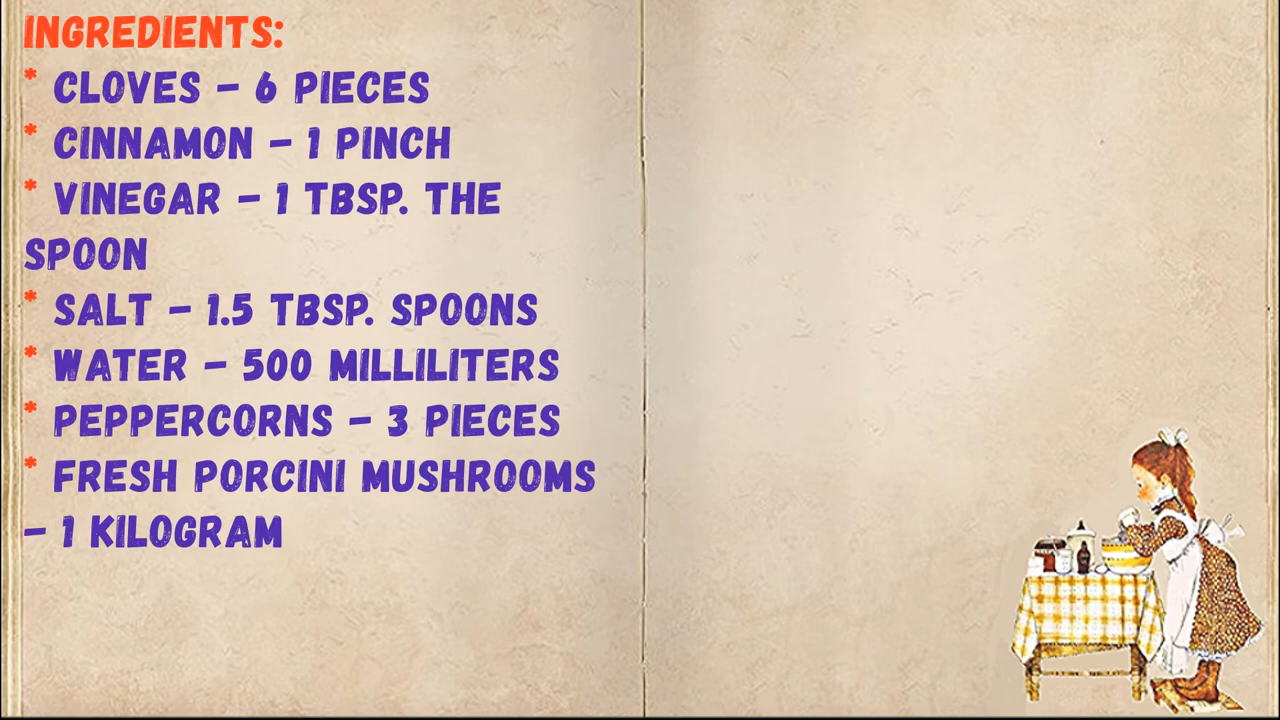 INGREDIENTS:
* CLOVES – 6 PIECES
* CINNAMON – 1 PINCH
* VINEGAR – 1 TBSP. THE
SPOON
* SALT – 1.5 TBSP. SPOONS
* WATER – 500 MILLILITERS
* PEPPERCORNS – 3 PIECES
* FRESH PORCINI MUSHROOMS
– 1 KILOGRAM